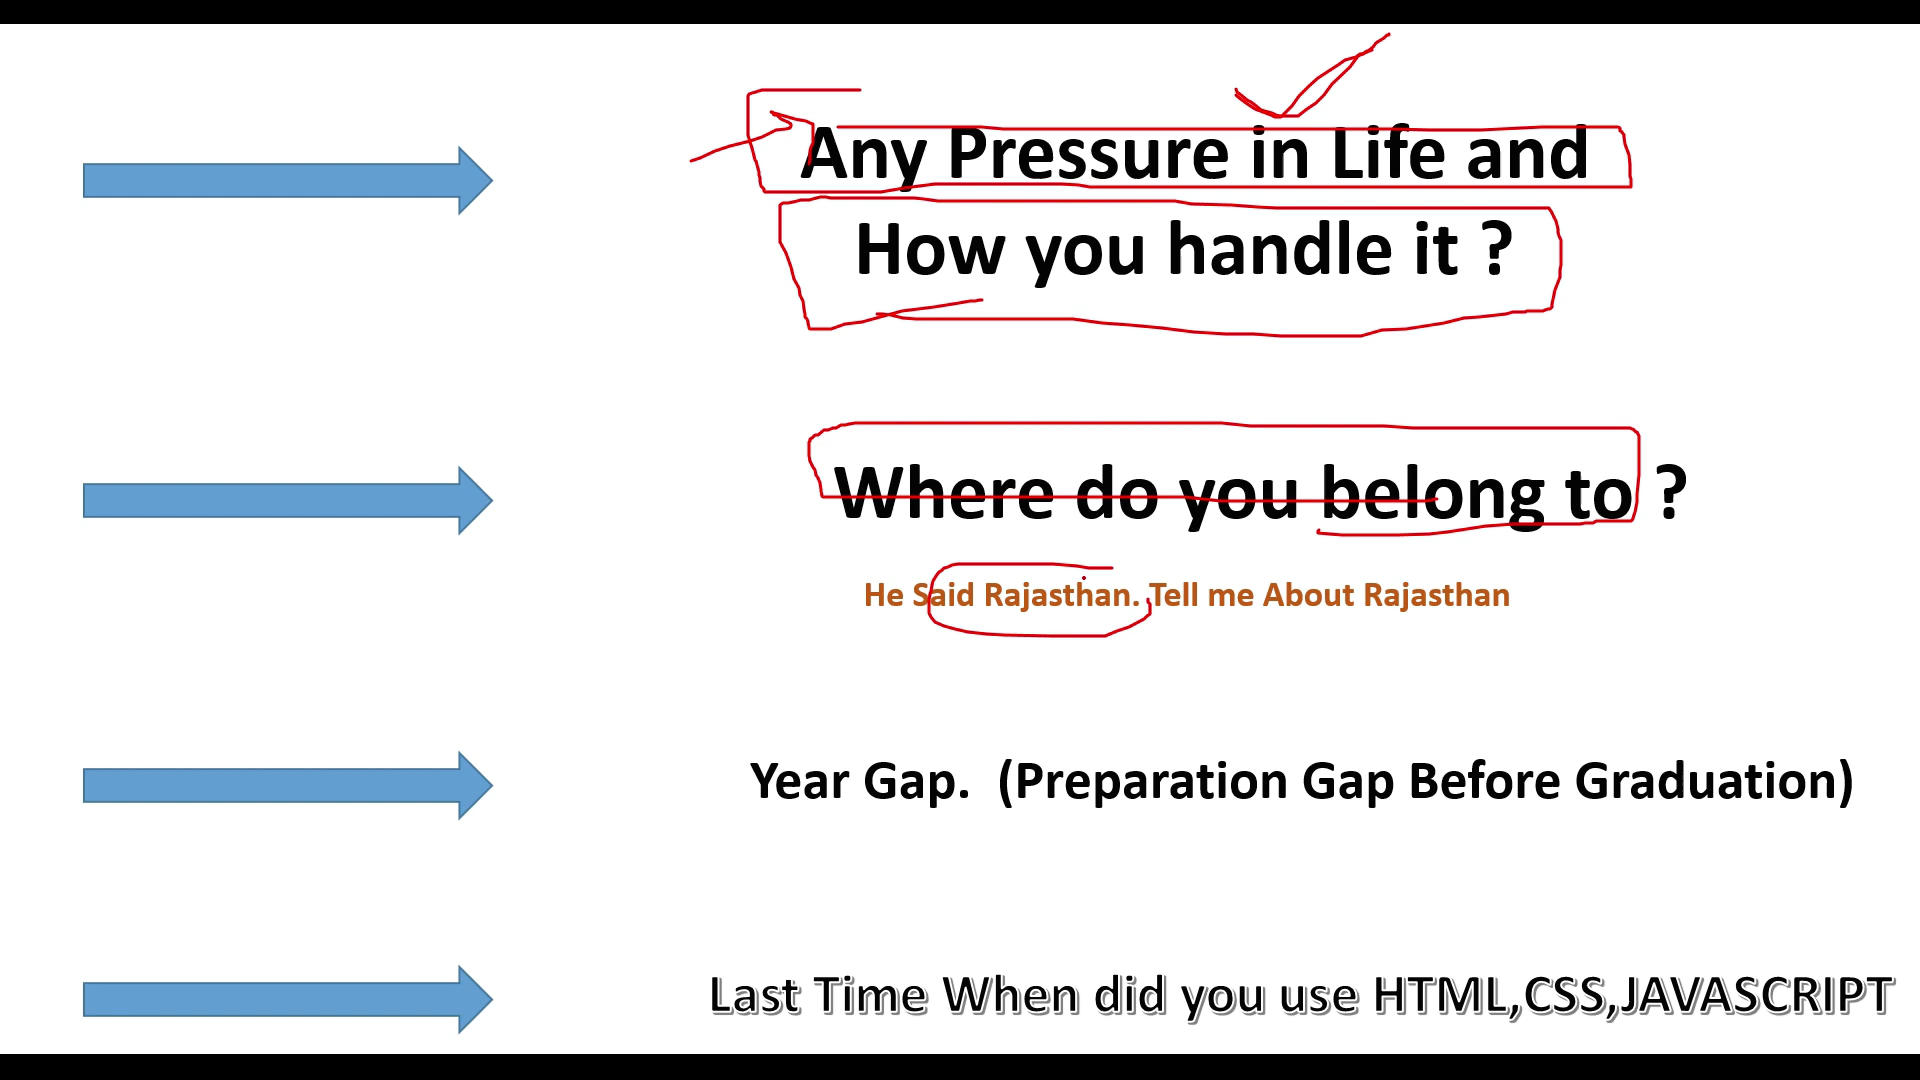 Any Pressure in Life and
How you handle it ?
Where do you belong to ?
He Said Rajasthan. Tell me About Rajasthan
Year Gap. (Preparation Gap Before Graduation)
Last Time When did you use HTML,CSS,JAVASCRIPT